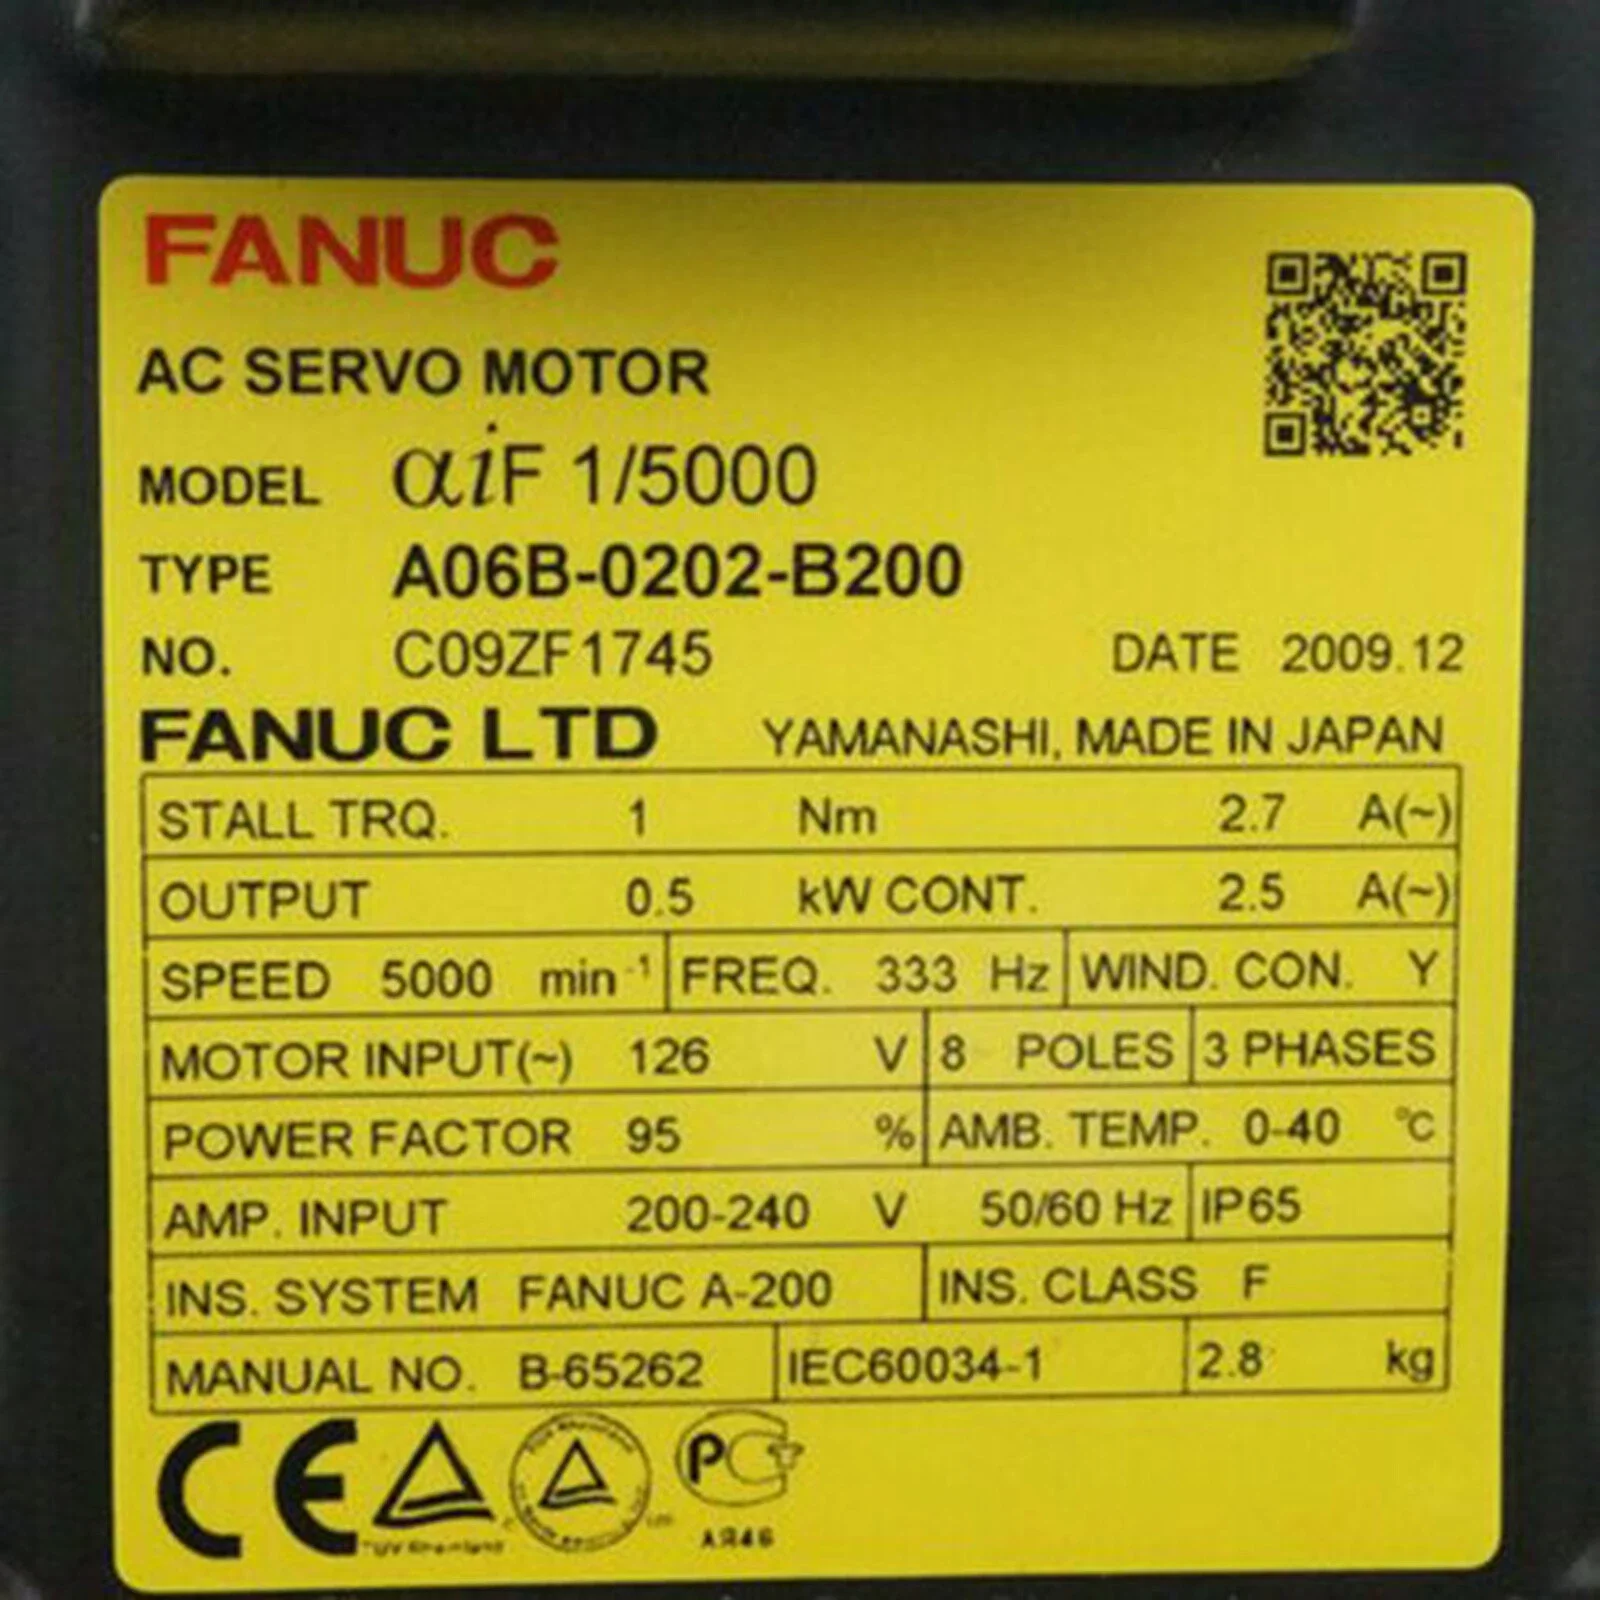 FANUC
AC SERVO MOTOR
MODEL αiF 1/5000
TYPE A06B-0202-B200
NO. C09ZF1745 DATE 2009.12
FANUC LTD YAMANASHI, MADE IN JAPAN
STALL TRQ. 1 Nm 2.7 A(~)
OUTPUT 0.5 kW CONT. 2.5 A(~)
SPEED 5000 min⁻¹ FREQ. 333 Hz WIND. CON. Y
MOTOR INPUT(~) 126 V 8 POLES 3 PHASES
POWER FACTOR 95 % AMB. TEMP. 0-40 °C
AMP. INPUT 200-240 V 50/60 Hz IP65
INS. SYSTEM FANUC A-200 INS. CLASS F
MANUAL NO. B-65262 IEC60034-1 2.8 kg
CE
TÜV Rheinland